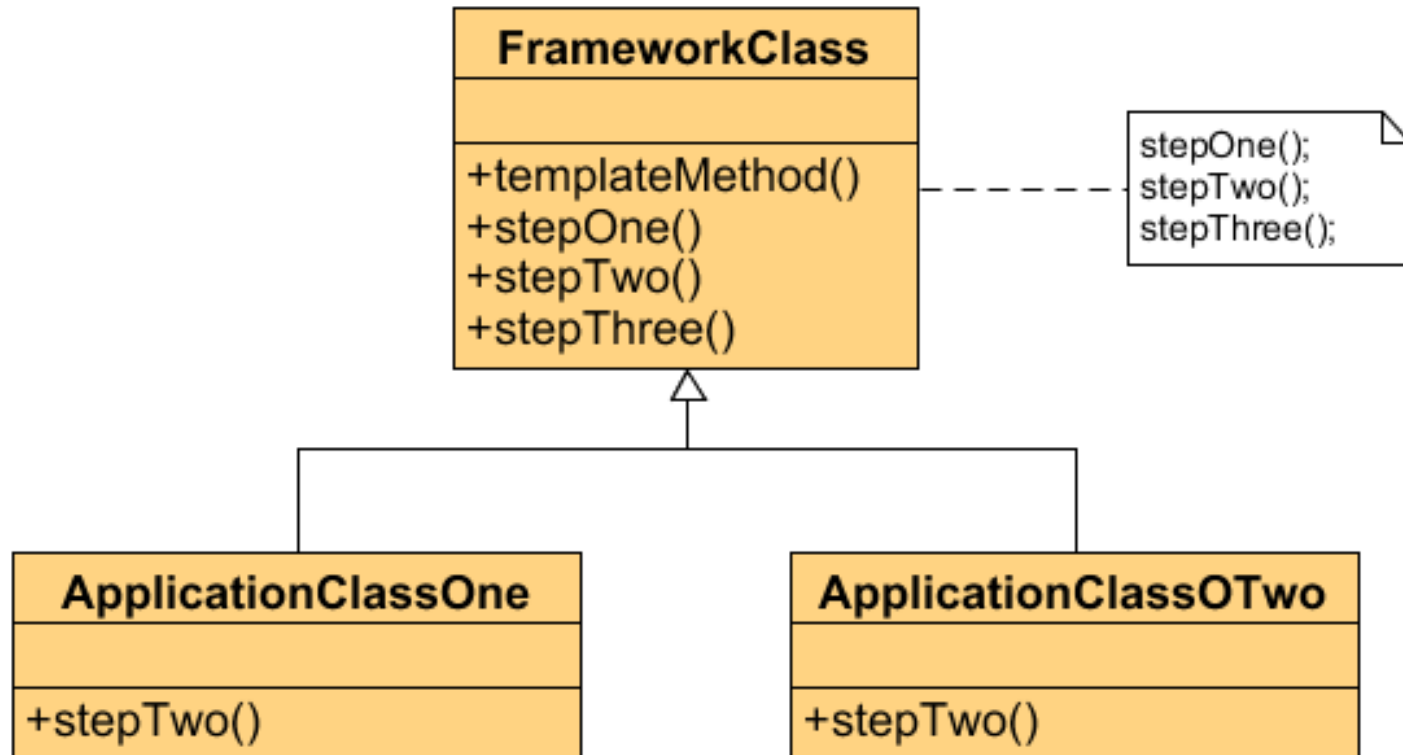 FrameworkClass
+templateMethod()
+stepOne()
+stepTwo()
+stepThree()
stepOne();
stepTwo();
stepThree();
ApplicationClassOne
+stepTwo()
ApplicationClassOTwo
+stepTwo()